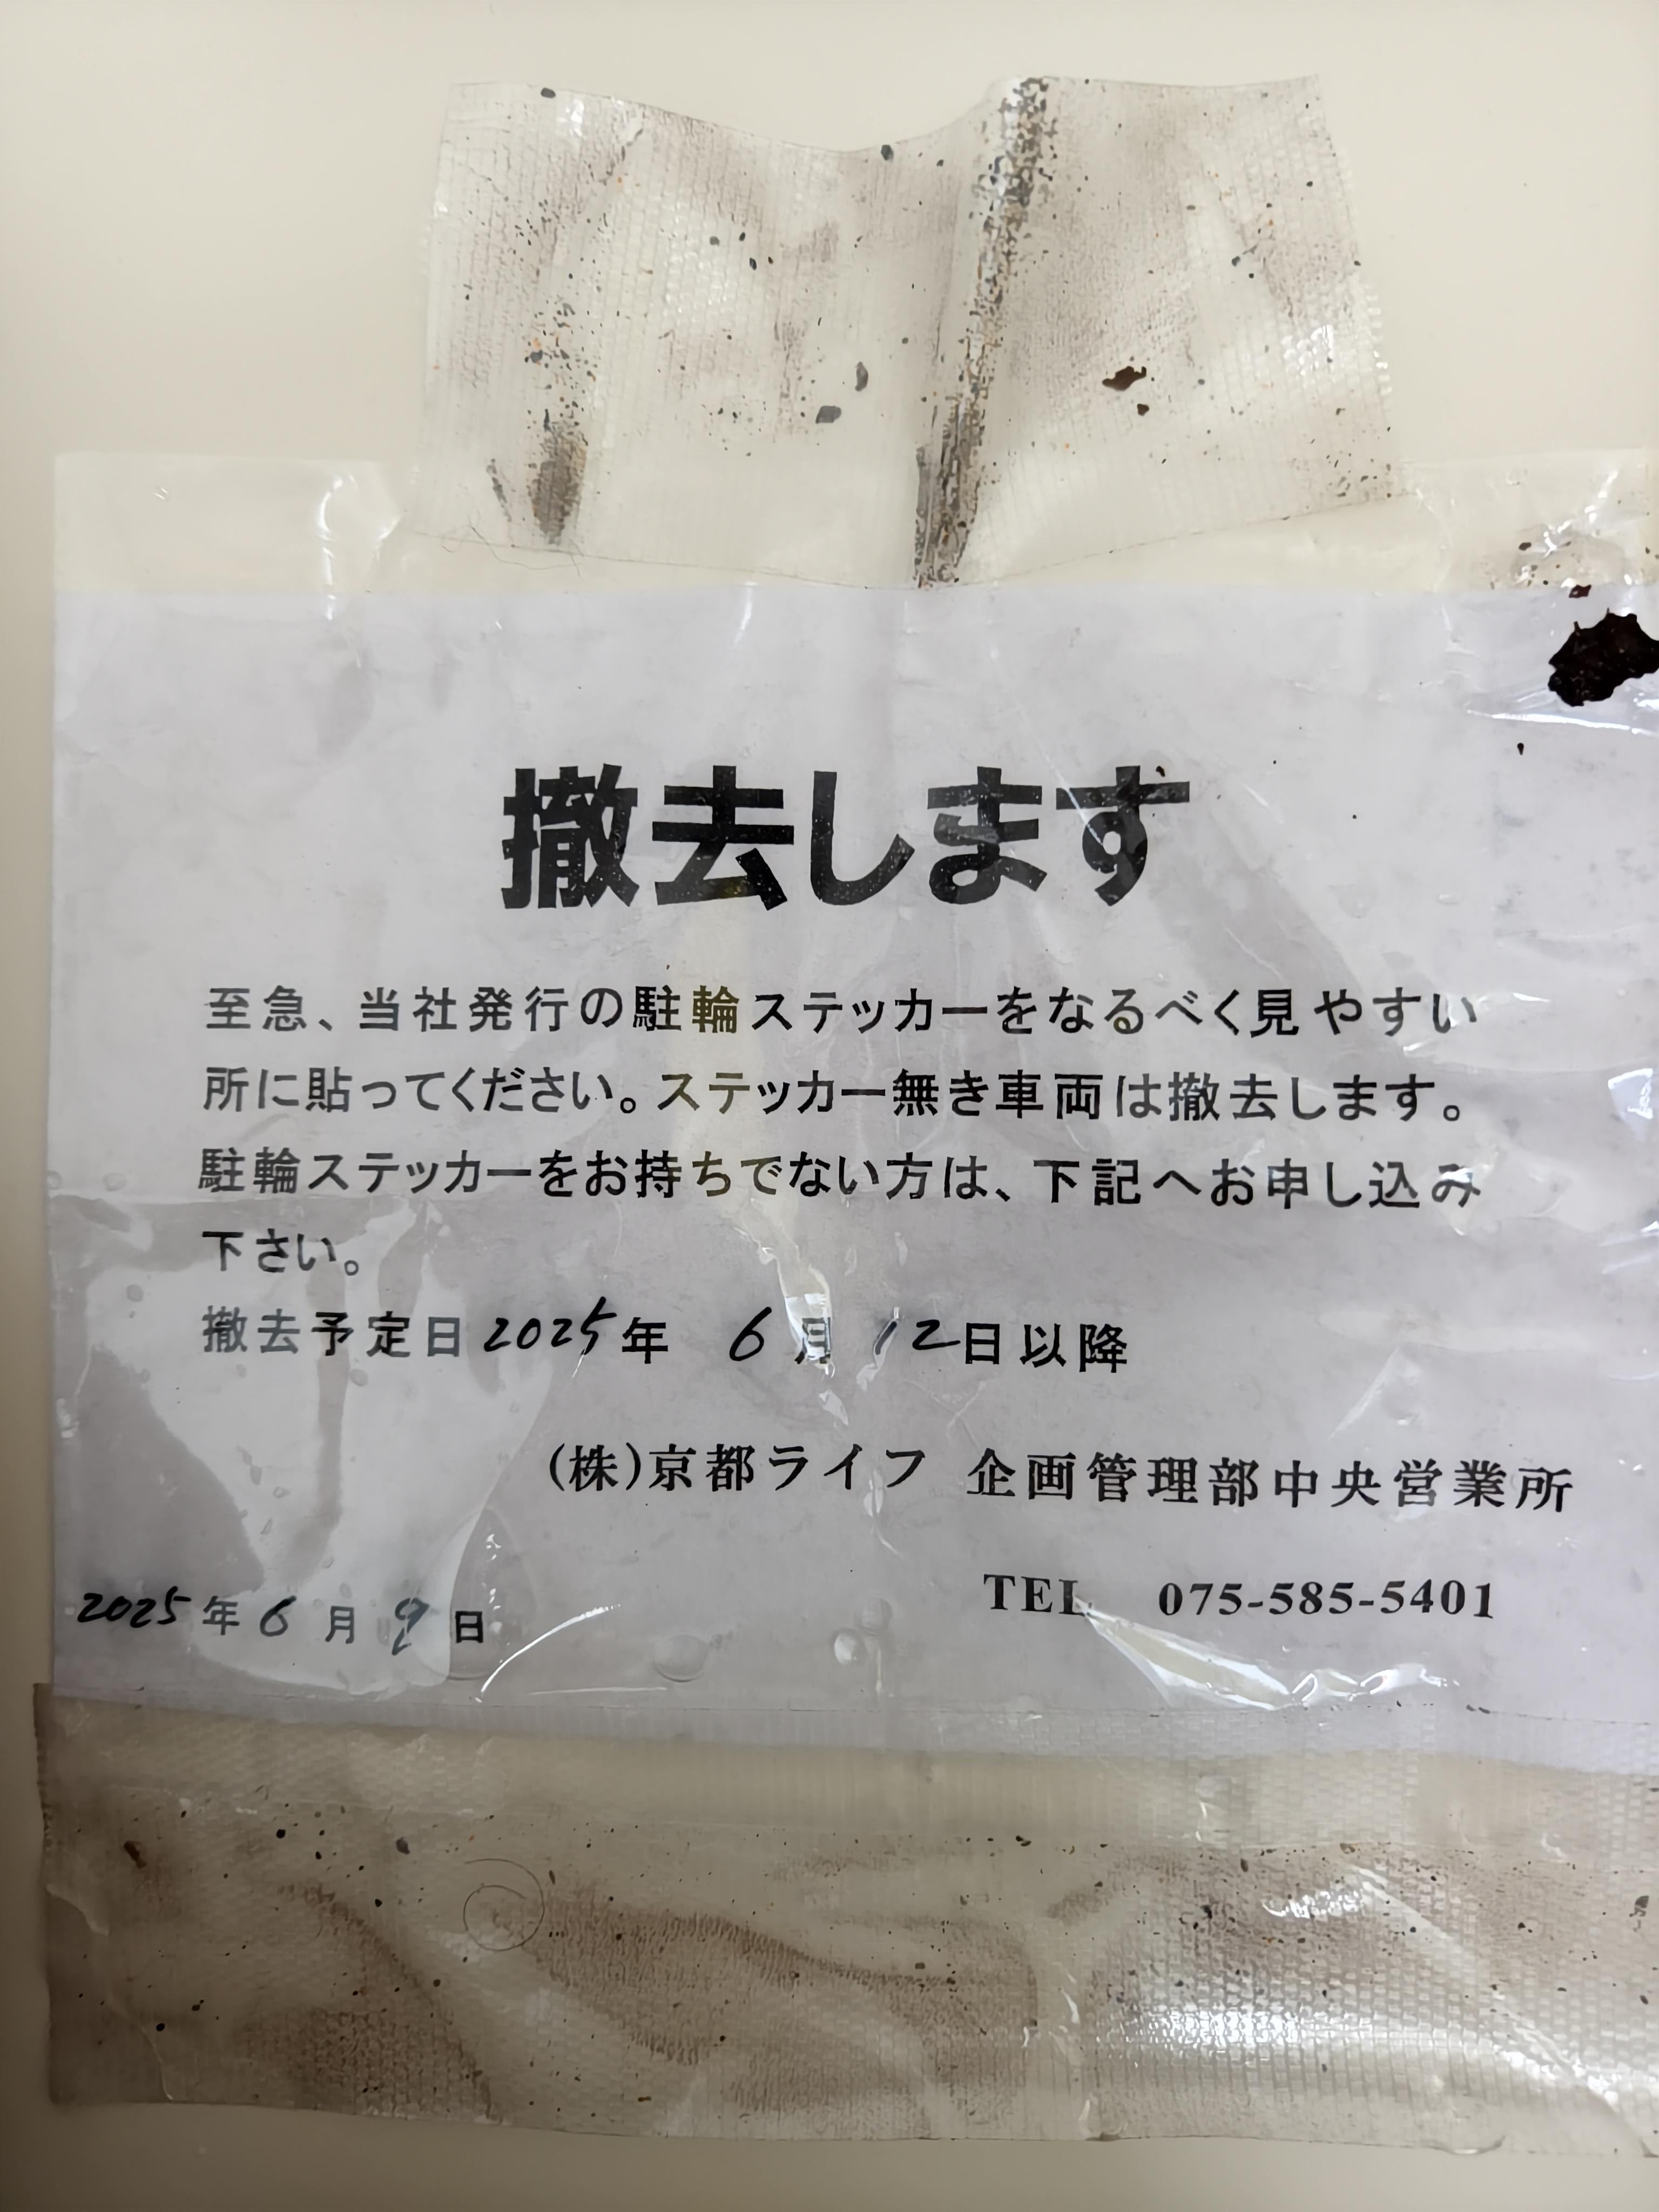 撤去します
至急、当社発行の駐輪ステッカーをなるべく見やすい
所に貼ってください。ステッカー無き車両は撤去します。
駐輪ステッカーをお持ちでない方は、下記へお申し込み
下さい。
撤去予定日2025年 6月 12日以降
(株)京都ライフ 企画管理部中央営業所
TEL 075-585-5401
2025年6月9日